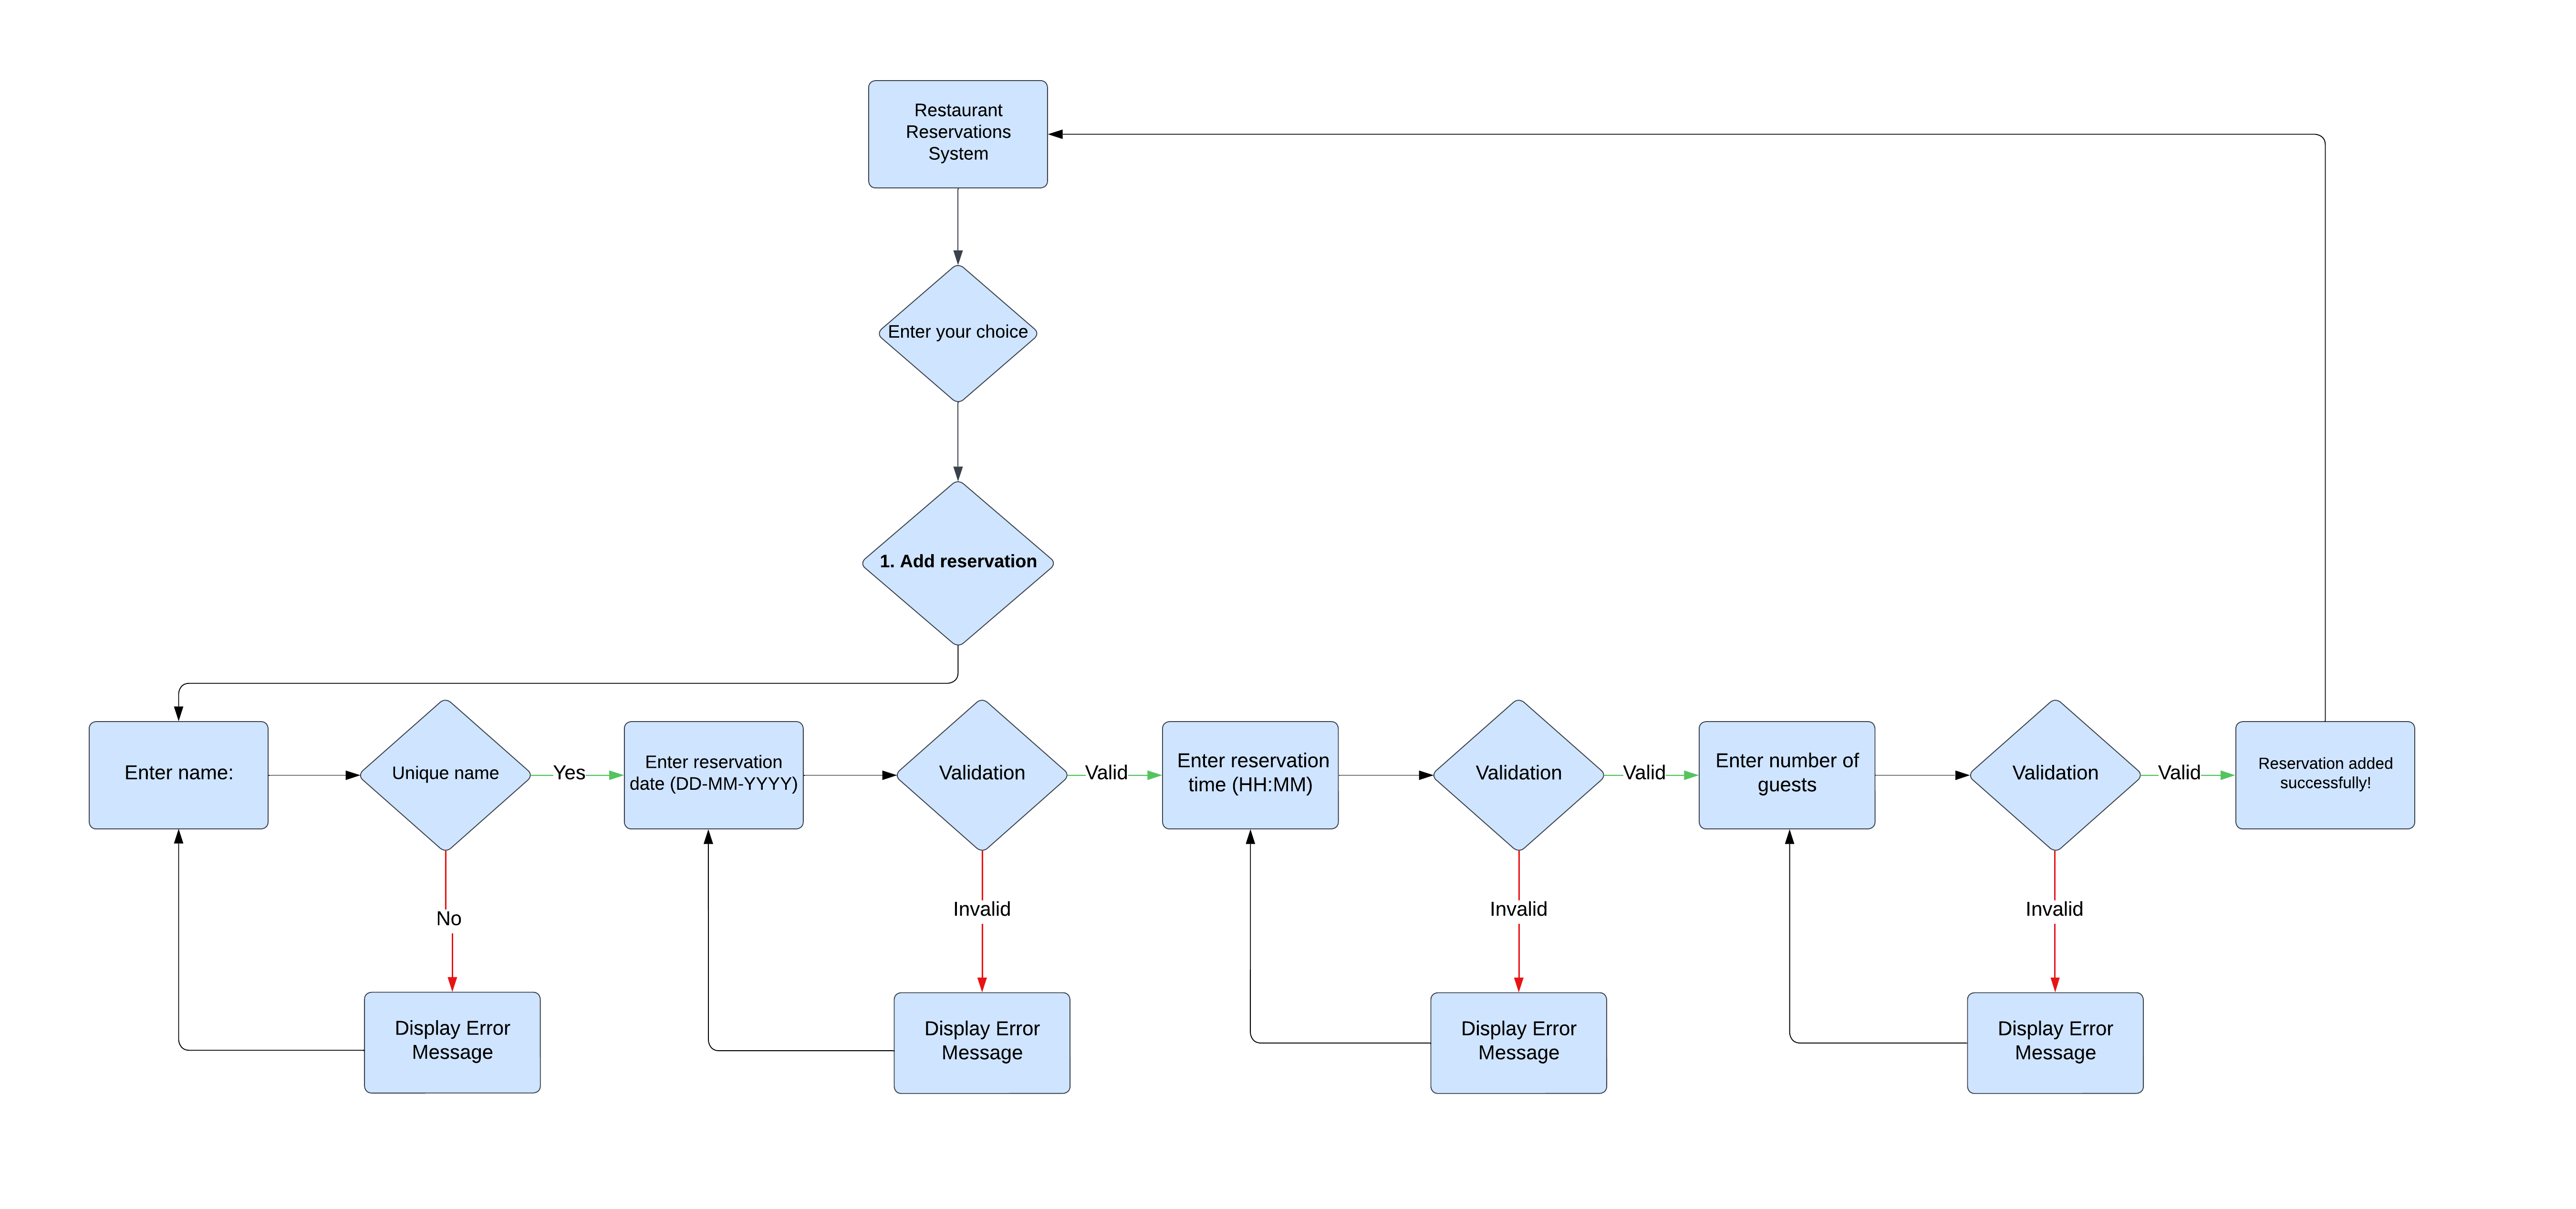 Restaurant
Reservations
System
Enter your choice
1. Add reservation
Enter name:
Unique name
Yes
Enter reservation
date (DD-MM-YYYY)
Validation
Valid
Enter reservation
time (HH:MM)
Validation
Valid
Enter number of
guests
Validation
Valid
Reservation added
successfully!
No
Invalid
Invalid
Invalid
Display Error
Message
Display Error
Message
Display Error
Message
Display Error
Message